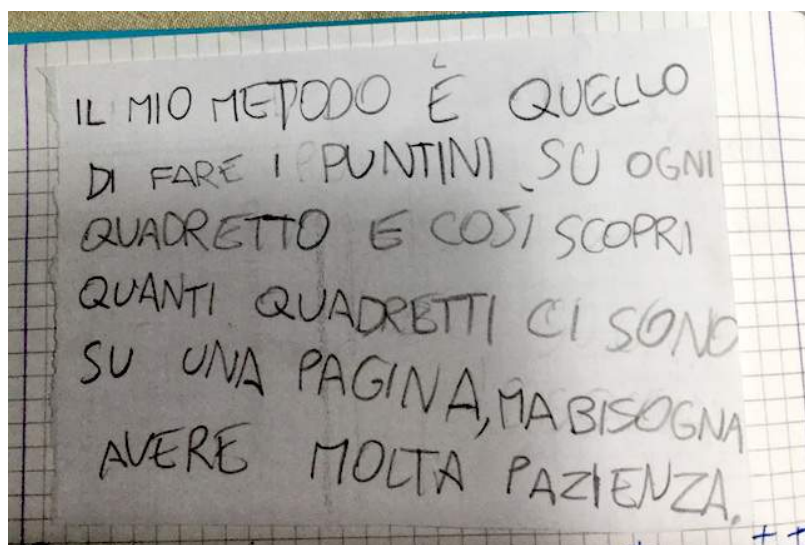 IL MIO METODO È QUELLO
DI FARE I PUNTINI SU OGNI
QUADRETTO E COSÌ SCOPRI
QUANTI QUADRETTI CI SONO
SU UNA PAGINA, MA BISOGNA
AVERE MOLTA PAZIENZA.